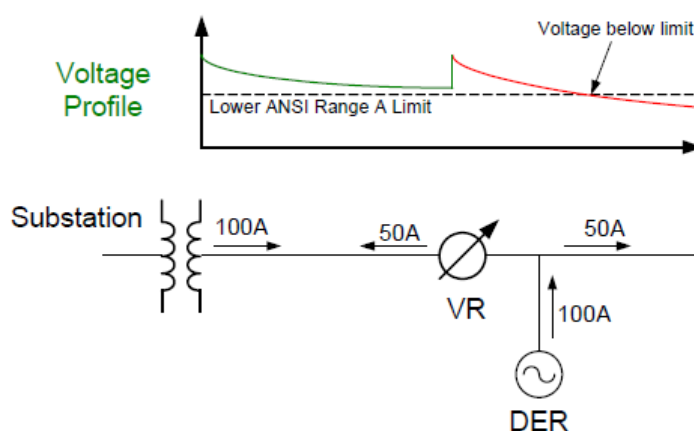 Voltage below limit
Voltage
Profile
Lower ANSI Range A Limit
Substation
100A
50A
50A
VR
100A
DER